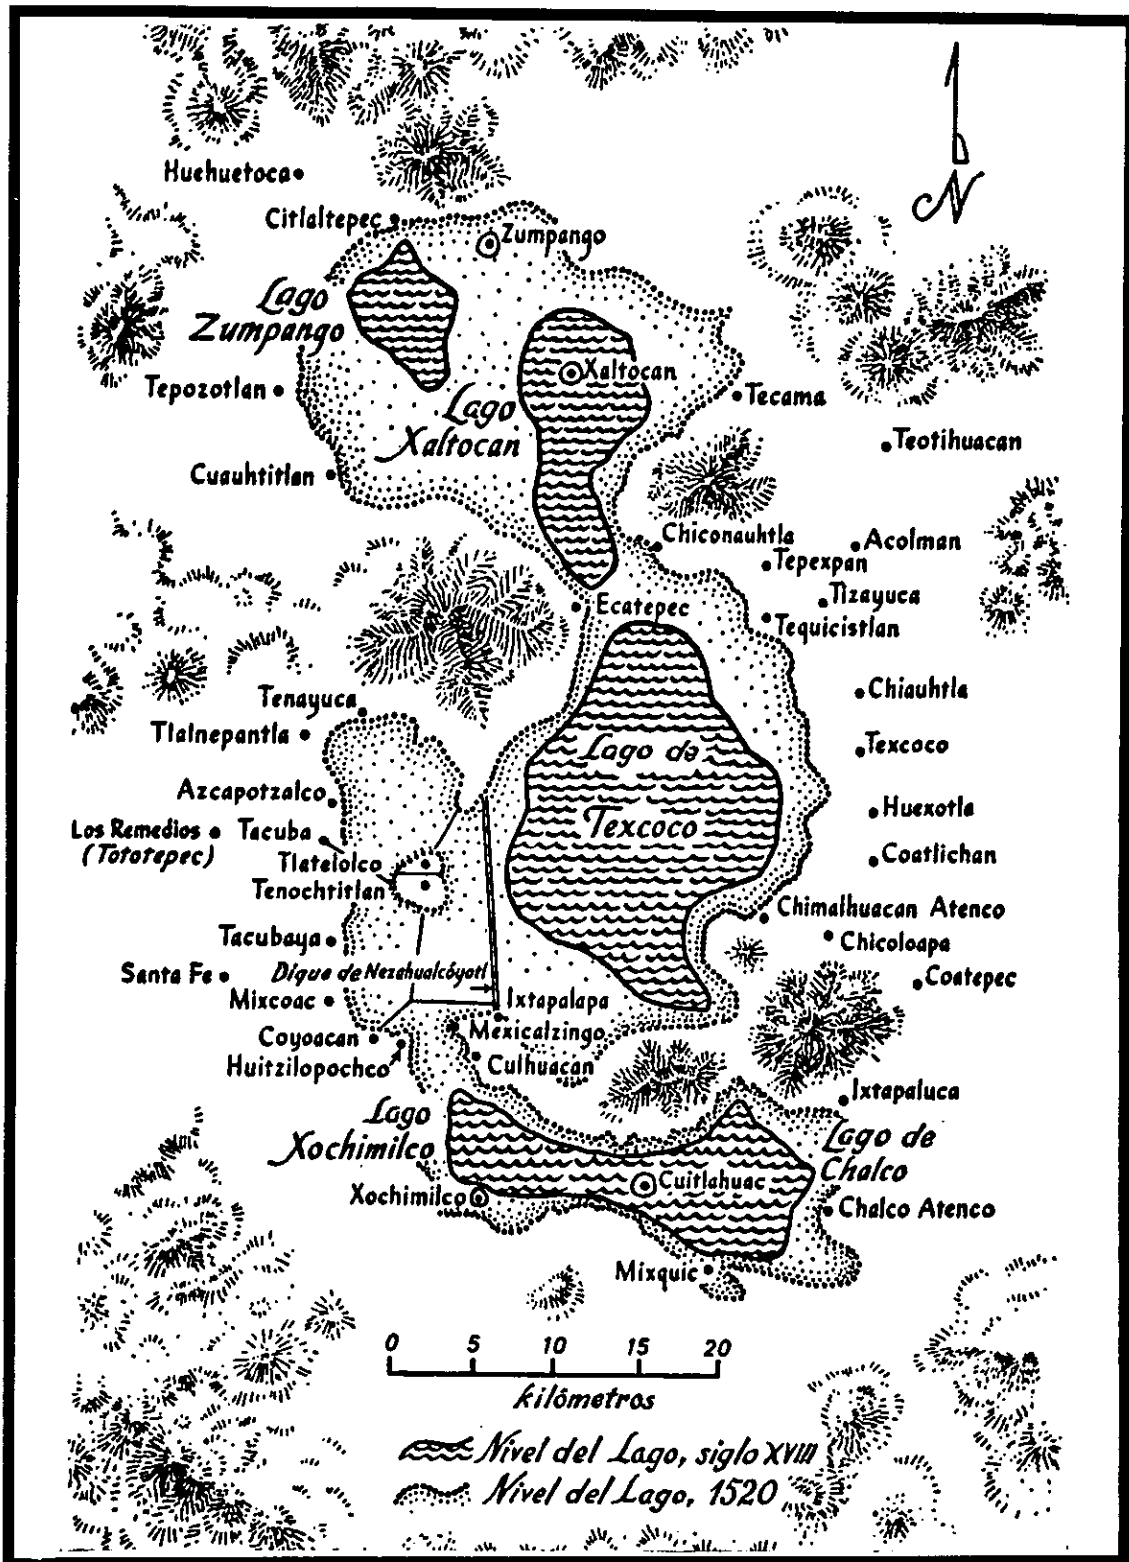 N
Huehuetoca
Citlaltepec
Zumpango
Lago
Zumpango
Xaltocan
Tepozotlan
Lago
Xaltocan
Tecama
Teotihuacan
Cuauhtitlan
Chiconauhtla
Acolman
Tepexpan
Tizayuca
Ecatepec
Tequicistlan
Tenayuca
Chiauhtla
Tlalnepantla
Lago de
Texcoco
Texcoco
Azcapotzalco
Huexotla
Los Remedios
(Tototepec)
Tacuba
Tlatelolco
Tenochtitlan
Coatlichan
Chimalhuacan Atenco
Tacubaya
Chicoloapa
Santa Fe
Dique de Nezahualcóyotl
Coatepec
Mixcoac
Ixtapalapa
Coyoacan
Mexicalzingo
Huitzilopochco
Culhuacan
Ixtapaluca
Lago
Xochimilco
Lago de
Chalco
Xochimilco
Cuitlahuac
Chalco Atenco
Mixquic
0 5 10 15 20
kilómetros
Nivel del Lago, siglo XVIII
Nivel del Lago, 1520